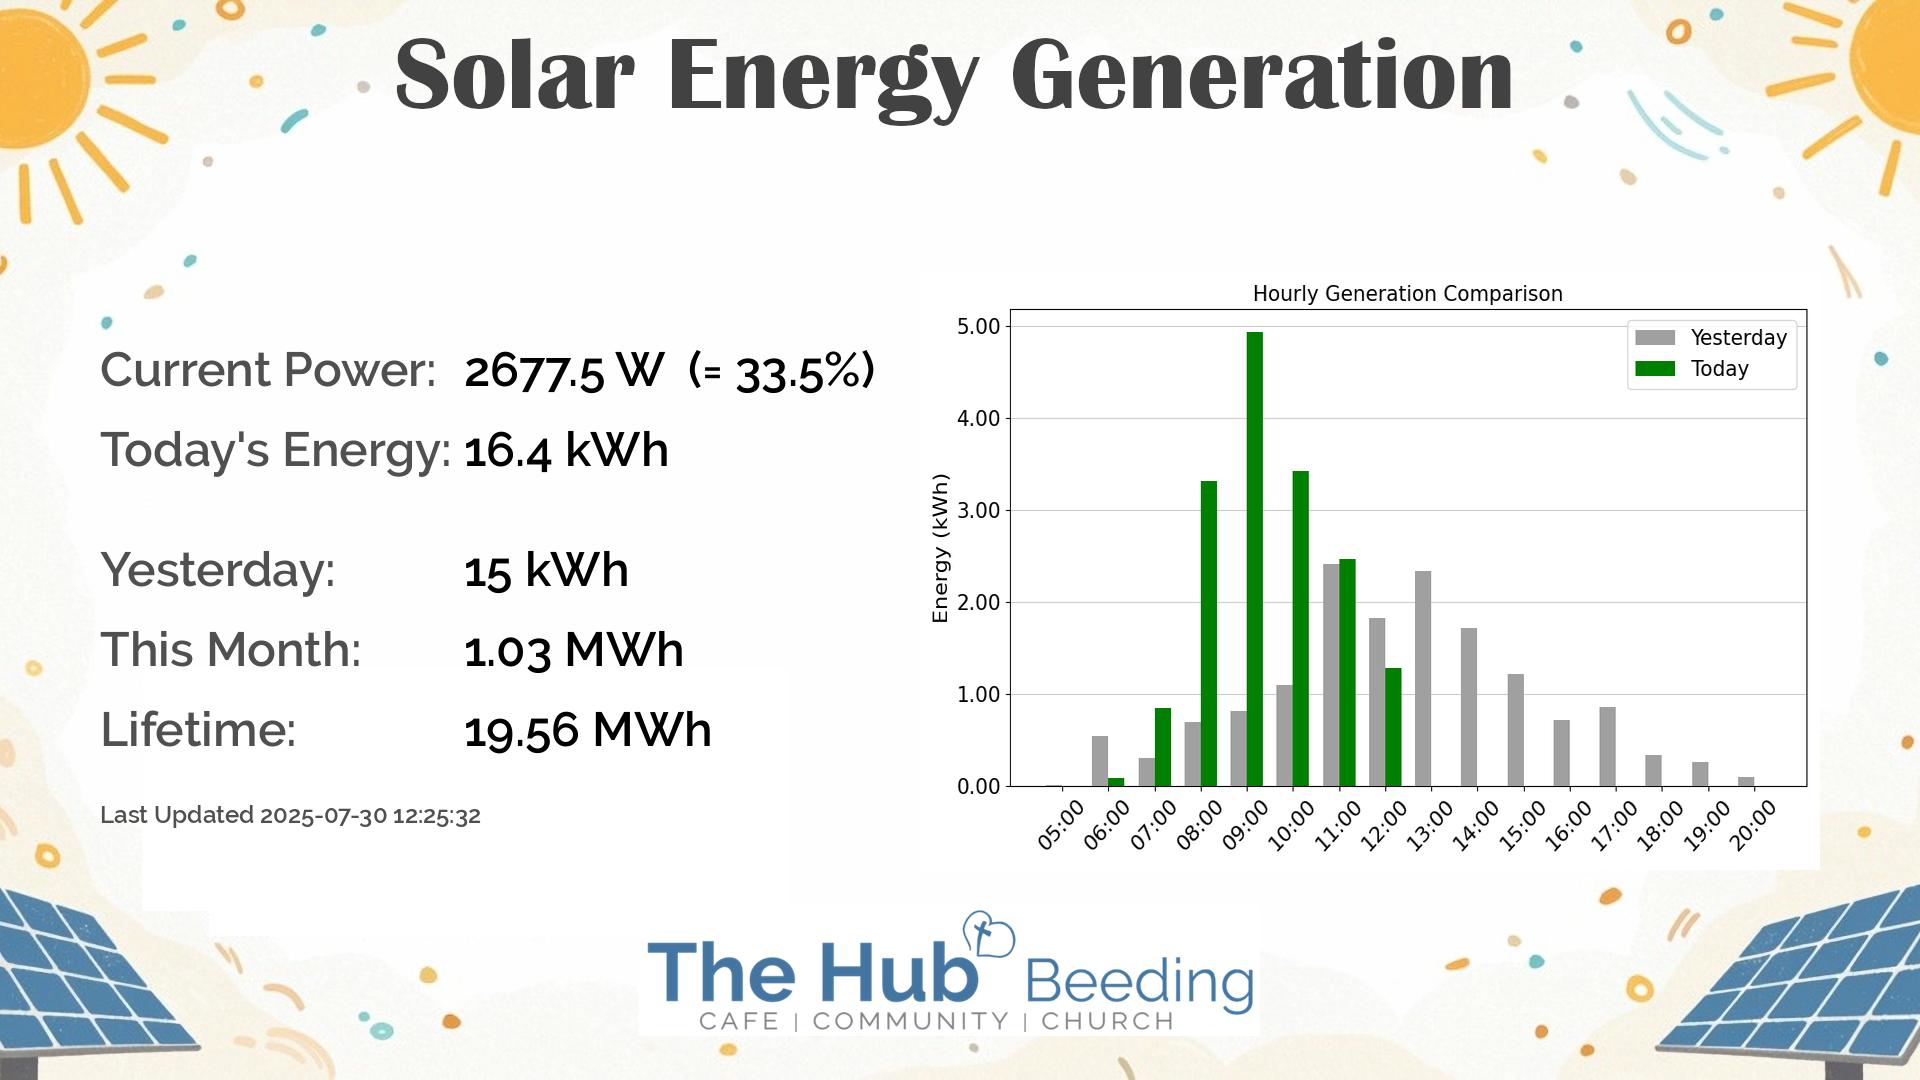 Solar Energy Generation
Current Power: 2677.5 W (= 33.5%)
Today's Energy: 16.4 kWh
Yesterday: 15 kWh
This Month: 1.03 MWh
Lifetime: 19.56 MWh
Last Updated 2025-07-30 12:25:32
Hourly Generation Comparison
Yesterday
Today
Energy (kWh)
5.00
4.00
3.00
2.00
1.00
0.00
05:00 06:00 07:00 08:00 09:00 10:00 11:00 12:00 13:00 14:00 15:00 16:00 17:00 18:00 19:00 20:00
The Hub Beeding
CAFE | COMMUNITY | CHURCH